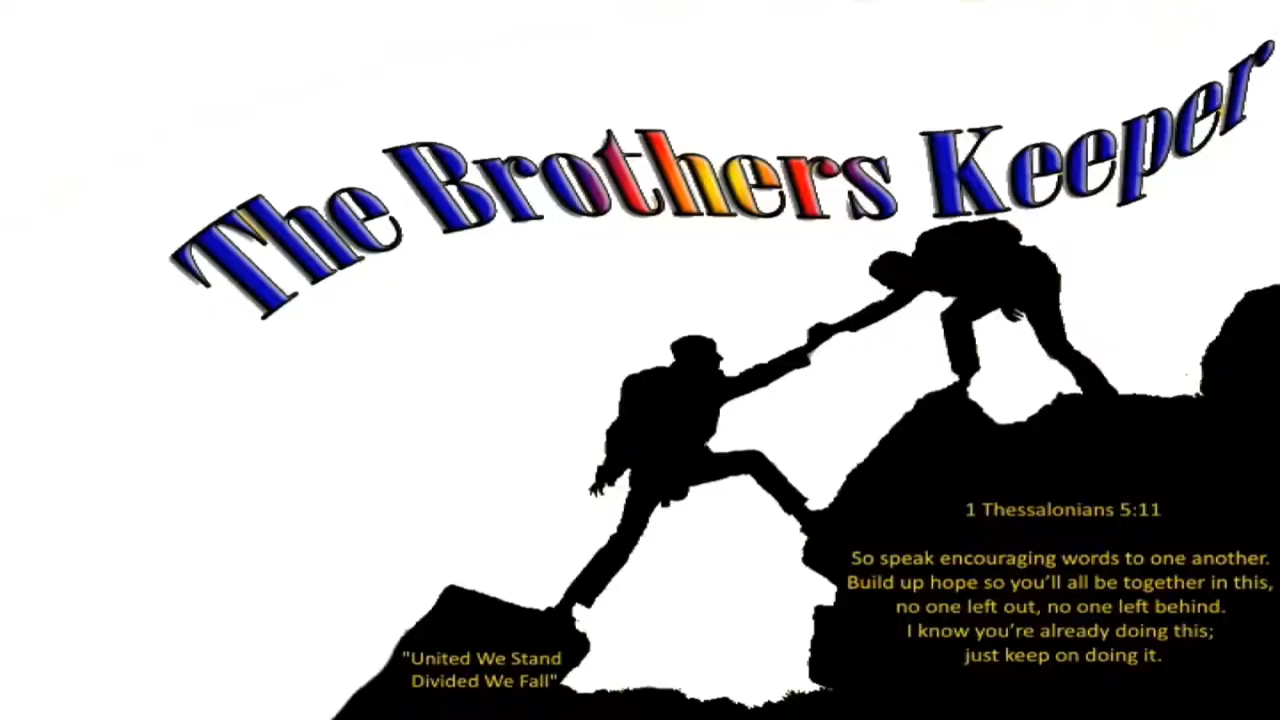 The Brothers Keeper
1 Thessalonians 5:11
So speak encouraging words to one another.
Build up hope so you’ll all be together in this,
no one left out, no one left behind.
I know you’re already doing this;
just keep on doing it.
"United We Stand
Divided We Fall"